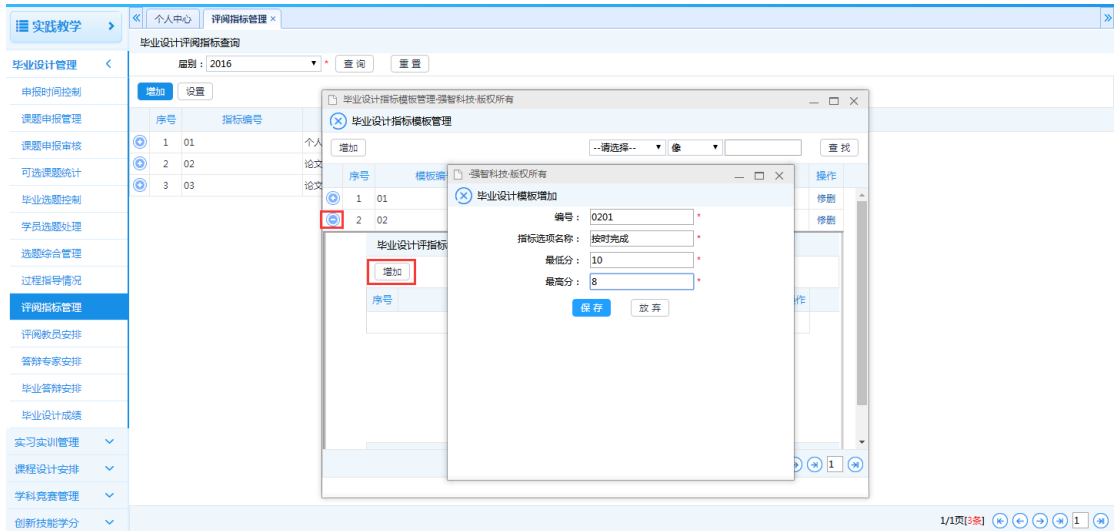 实践教学
个人中心 评阅指标管理 ×
毕业设计评阅指标查询
届别： 2016 * 查 询 重 置
增加 设置
序号 指标编号
1 01 个人
2 02 论文
3 03 论文
毕业设计管理
申报时间控制
课题申报管理
课题申报审核
可选课题统计
毕业选题控制
学员选题处理
选题综合管理
过程指导情况
评阅指标管理
评阅教员安排
答辩专家安排
毕业答辩安排
毕业设计成绩
实习实训管理
课程设计安排
学科竞赛管理
创新技能学分
毕业设计指标模板管理-强智科技-版权所有
毕业设计指标模板管理
增加 --请选择-- 像 查 找
序号 模板编 操作
1 01 修删
2 02 修删
毕业设计评指标
增加
序号 作
1
-强智科技-版权所有
毕业设计模板增加
编号： 0201 *
指标选项名称： 按时完成 *
最低分： 10 *
最高分： 8 *
保 存 放 弃
1/1页[3条] 1